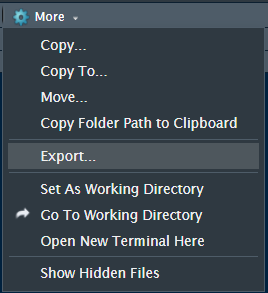 More
Copy...
Copy To...
Move...
Copy Folder Path to Clipboard
Export...
Set As Working Directory
Go To Working Directory
Open New Terminal Here
Show Hidden Files